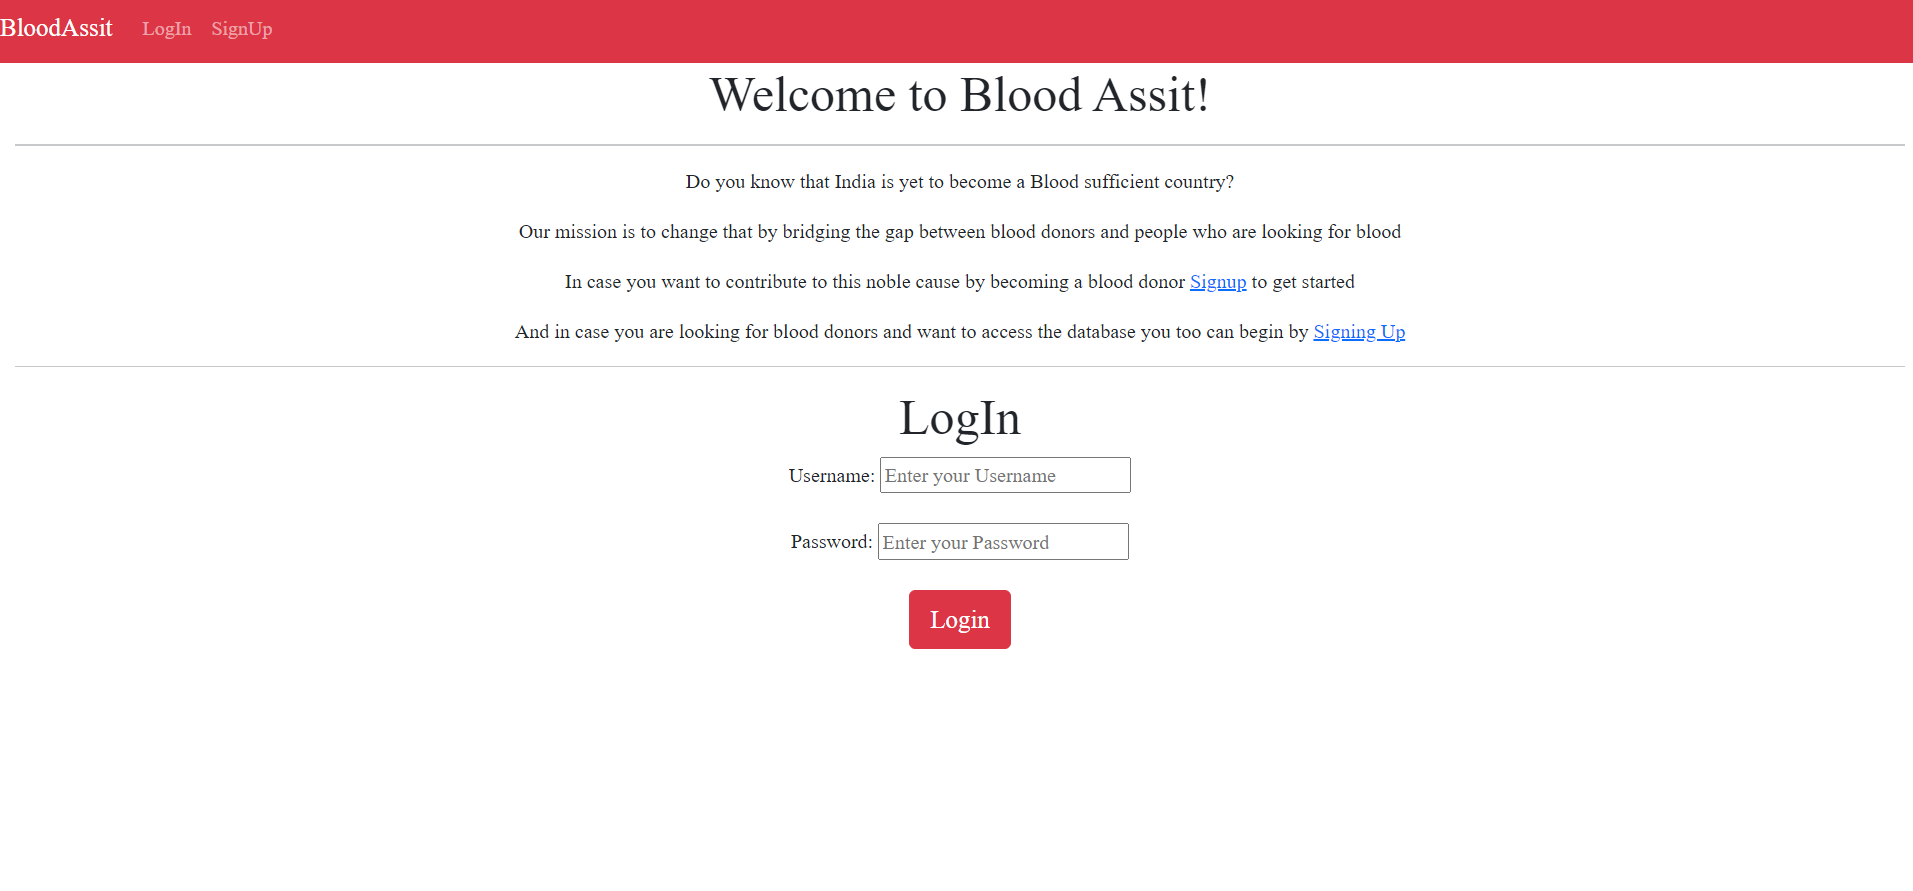 BloodAssit LogIn SignUp
Welcome to Blood Assit!
Do you know that India is yet to become a Blood sufficient country?
Our mission is to change that by bridging the gap between blood donors and people who are looking for blood
In case you want to contribute to this noble cause by becoming a blood donor Signup to get started
And in case you are looking for blood donors and want to access the database you too can begin by Signing Up
LogIn
Username: Enter your Username
Password: Enter your Password
Login